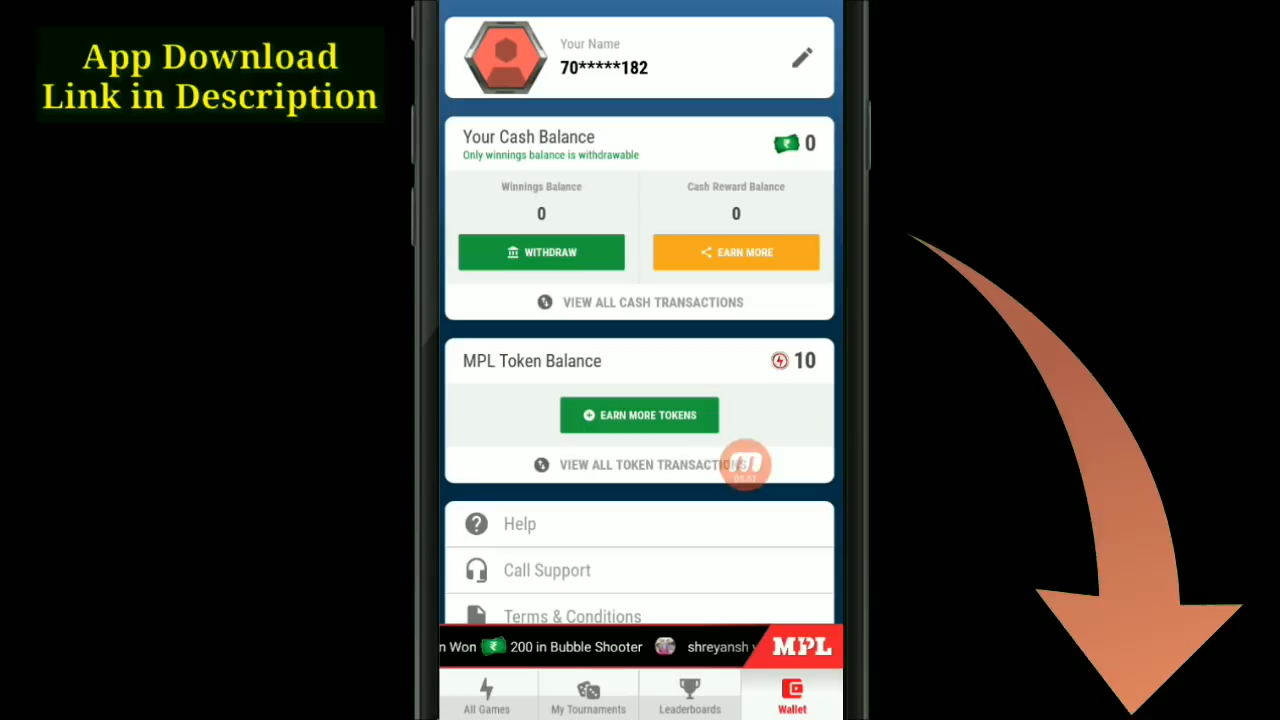 App Download
Link in Description
Your Name
70*****182
Your Cash Balance
Only winnings balance is withdrawable
0
Winnings Balance
Cash Reward Balance
0
0
WITHDRAW
EARN MORE
VIEW ALL CASH TRANSACTIONS
MPL Token Balance
10
EARN MORE TOKENS
VIEW ALL TOKEN TRANSACTIONS
Help
Call Support
Terms & Conditions
n Won 200 in Bubble Shooter shreyansh
MPL
All Games
My Tournaments
Leaderboards
Wallet